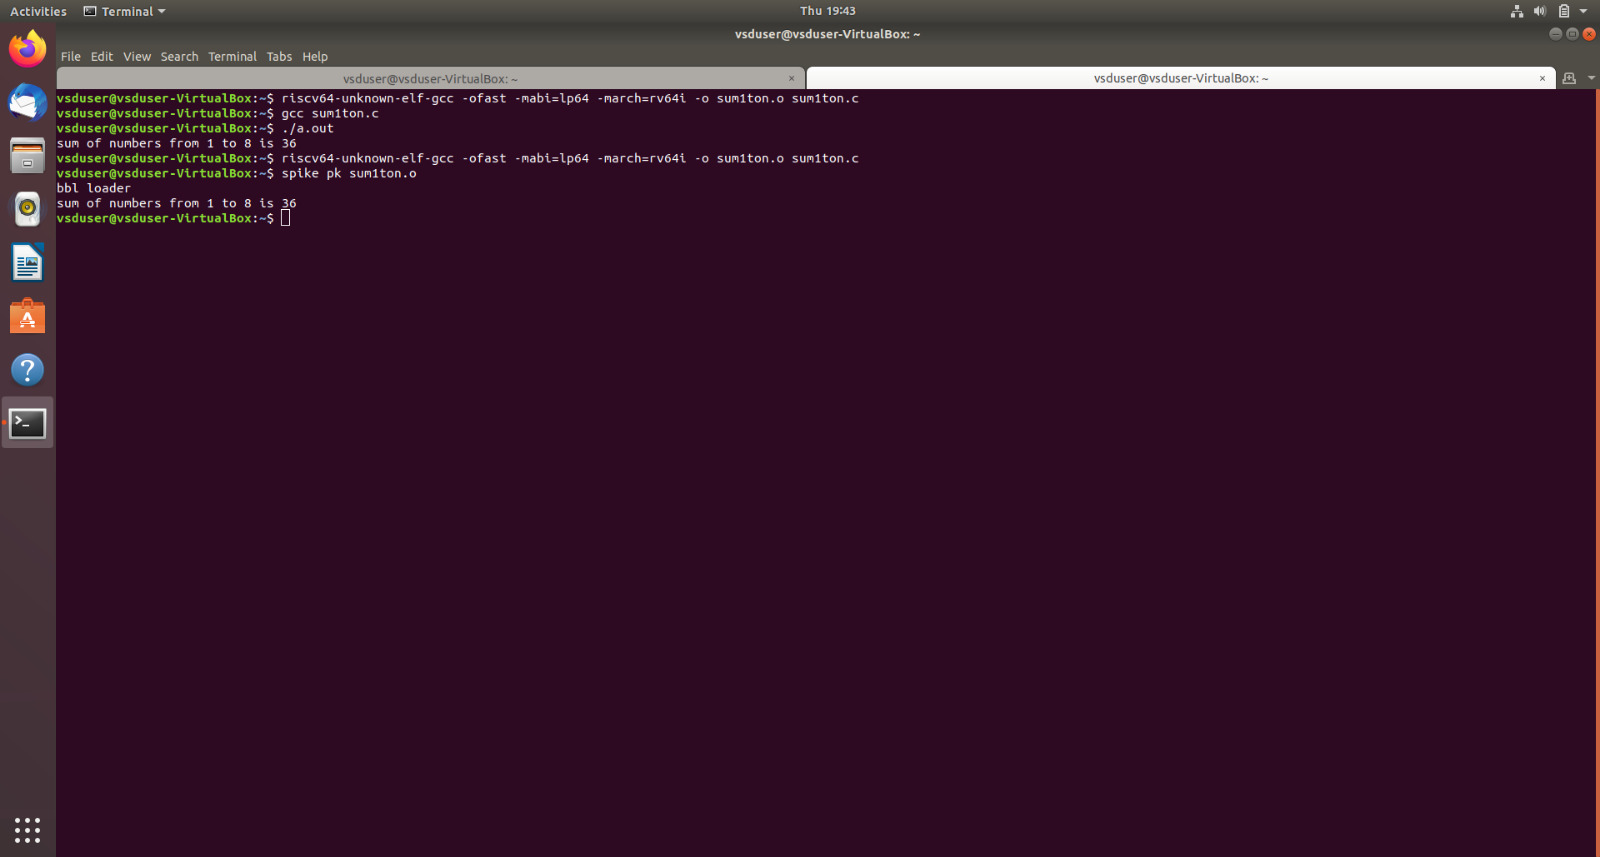 Activities Terminal Thu 19:43
vsduser@vsduser-VirtualBox: ~
File Edit View Search Terminal Tabs Help
vsduser@vsduser-VirtualBox: ~ × vsduser@vsduser-VirtualBox: ~ ×
vsduser@vsduser-VirtualBox:~$ riscv64-unknown-elf-gcc -ofast -mabi=lp64 -march=rv64i -o sum1ton.o sum1ton.c
vsduser@vsduser-VirtualBox:~$ gcc sum1ton.c
vsduser@vsduser-VirtualBox:~$ ./a.out
sum of numbers from 1 to 8 is 36
vsduser@vsduser-VirtualBox:~$ riscv64-unknown-elf-gcc -ofast -mabi=lp64 -march=rv64i -o sum1ton.o sum1ton.c
vsduser@vsduser-VirtualBox:~$ spike pk sum1ton.o
bbl loader
sum of numbers from 1 to 8 is 36
vsduser@vsduser-VirtualBox:~$